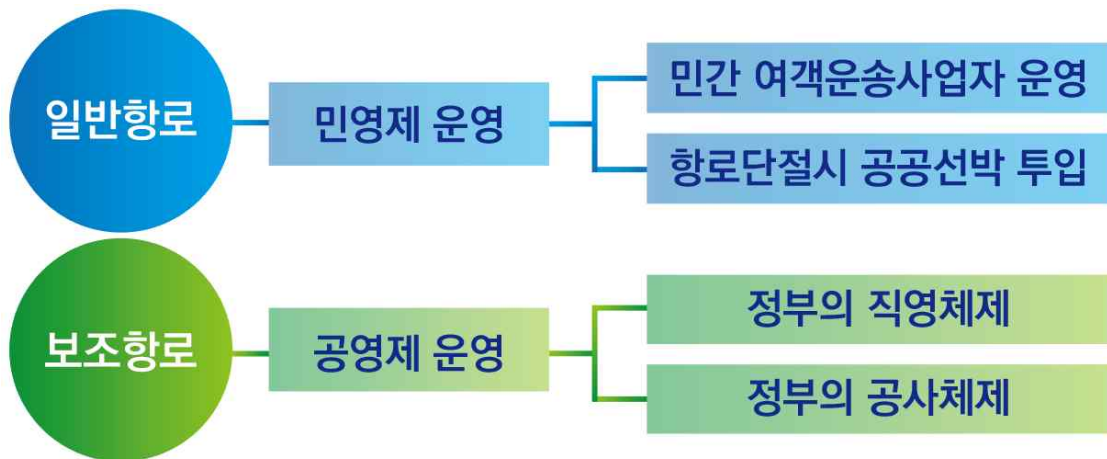 일반항로
민영제 운영
민간 여객운송사업자 운영
항로단절시 공공선박 투입
보조항로
공영제 운영
정부의 직영체제
정부의 공사체제